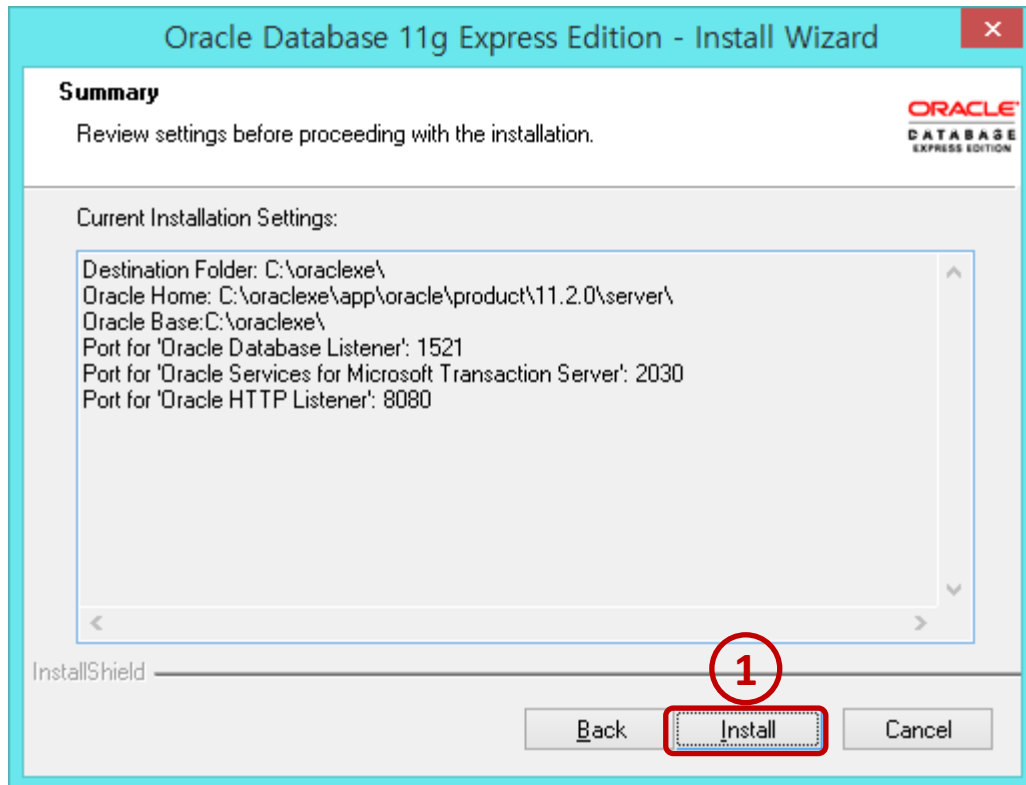 Oracle Database 11g Express Edition - Install Wizard
Summary
Review settings before proceeding with the installation.
ORACLE
DATABASE
EXPRESS EDITION
Current Installation Settings:
Destination Folder: C:\oraclexe\
Oracle Home: C:\oraclexe\app\oracle\product\11.2.0\server\
Oracle Base:C:\oraclexe\
Port for 'Oracle Database Listener': 1521
Port for 'Oracle Services for Microsoft Transaction Server': 2030
Port for 'Oracle HTTP Listener': 8080
InstallShield
1
Back Install Cancel